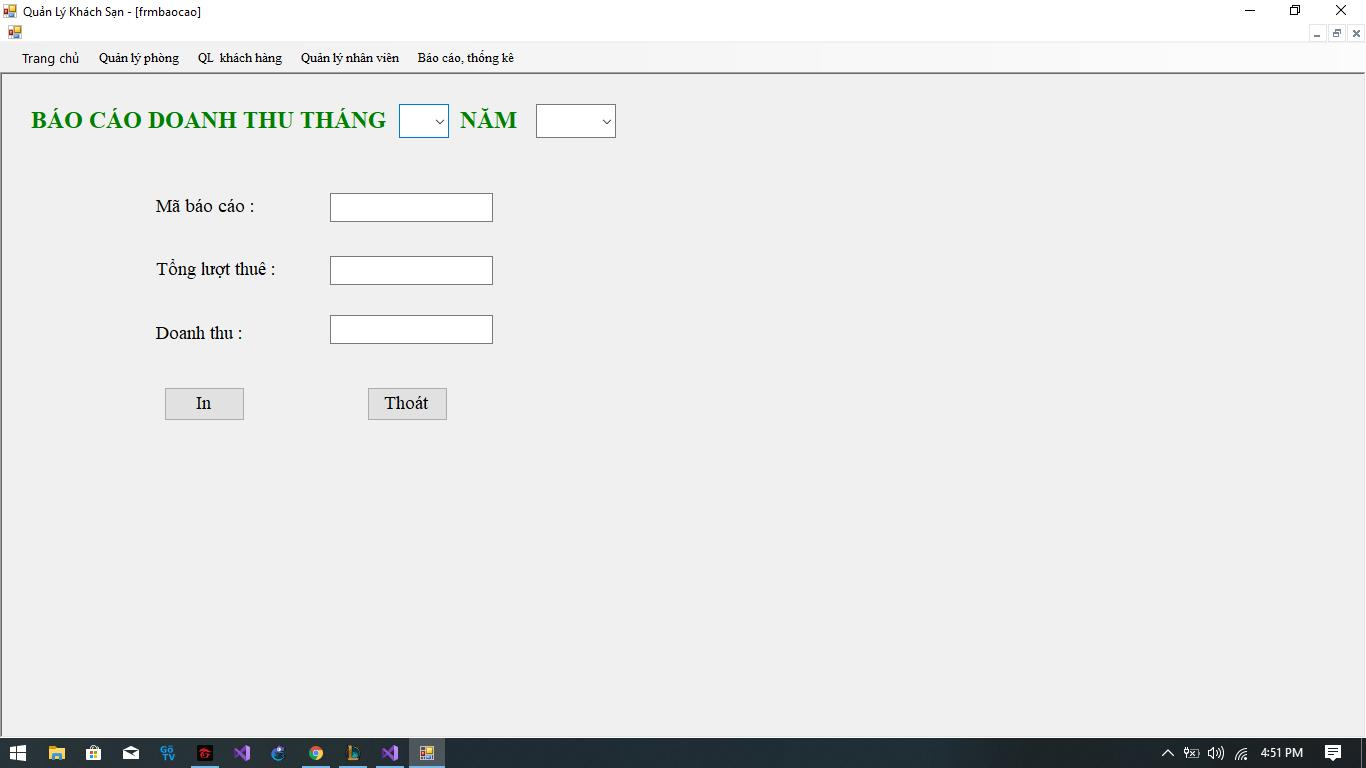 Quản Lý Khách Sạn - [frmbaocao]
Trang chủ Quản lý phòng QL khách hàng Quản lý nhân viên Báo cáo, thống kê
BÁO CÁO DOANH THU THÁNG NĂM
Mã báo cáo :
Tổng lượt thuê :
Doanh thu :
In Thoát
Gõ
TV
4:51 PM